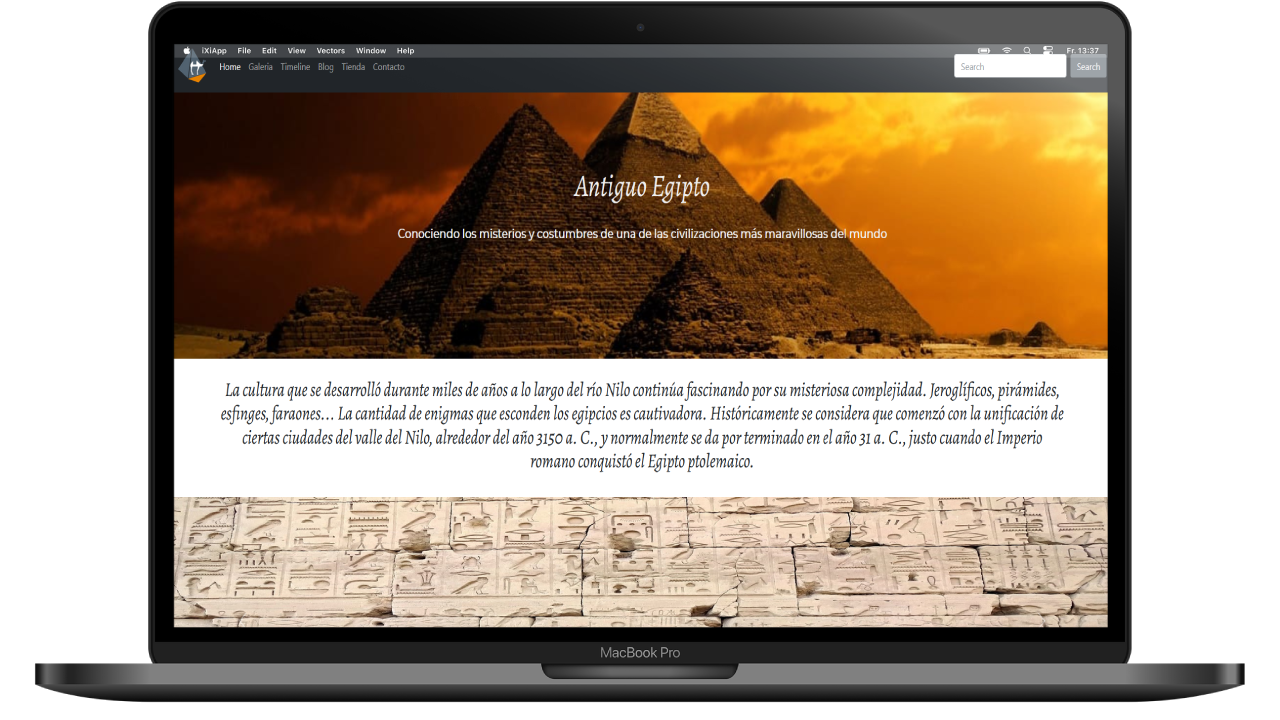 iXiApp File Edit View Vectors Window Help Fr. 13:37
Home Galeria Timeline Blog Tienda Contacto Search Search
Antiguo Egipto
Conociendo los misterios y costumbres de una de las civilizaciones más maravillosas del mundo
La cultura que se desarrolló durante miles de años a lo largo del río Nilo continúa fascinando por su misteriosa complejidad. Jeroglíficos, pirámides,
esfinges, faraones... La cantidad de enigmas que esconden los egipcios es cautivadora. Históricamente se considera que comenzó con la unificación de
ciertas ciudades del valle del Nilo, alrededor del año 3150 a. C., y normalmente se da por terminado en el año 31 a. C., justo cuando el Imperio
romano conquistó el Egipto ptolemaico.
MacBook Pro